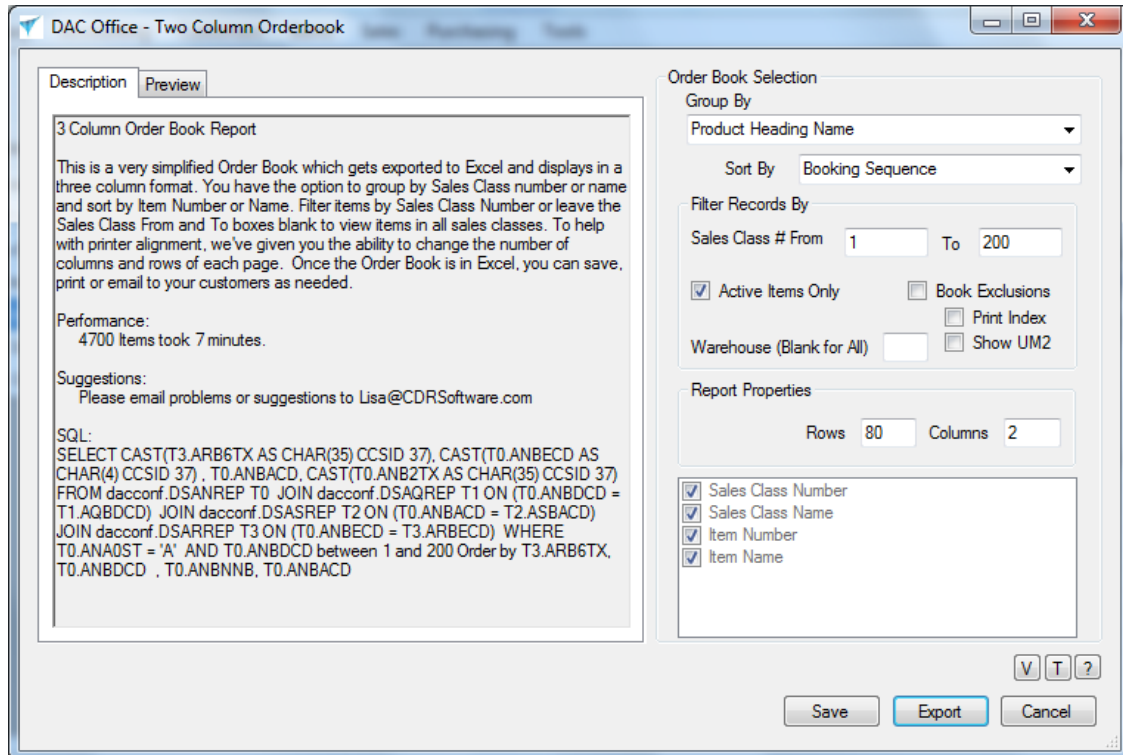 DAC Office - Two Column Orderbook
Sales Purchasing Tools
Description
Preview
3 Column Order Book Report
This is a very simplified Order Book which gets exported to Excel and displays in a
three column format. You have the option to group by Sales Class number or name
and sort by Item Number or Name. Filter items by Sales Class Number or leave the
Sales Class From and To boxes blank to view items in all sales classes. To help
with printer alignment, we've given you the ability to change the number of
columns and rows of each page. Once the Order Book is in Excel, you can save,
print or email to your customers as needed.
Performance:
4700 Items took 7 minutes.
Suggestions:
Please email problems or suggestions to Lisa@CDRSoftware.com
SQL:
SELECT CAST(T3.ARB6TX AS CHAR(35) CCSID 37), CAST(T0.ANBECD AS
CHAR(4) CCSID 37) , T0.ANBACD, CAST(T0.ANB2TX AS CHAR(35) CCSID 37)
FROM dacconf.DSANREP T0 JOIN dacconf.DSAQREP T1 ON (T0.ANBDCD =
T1.AQBDCD) JOIN dacconf.DSASREP T2 ON (T0.ANBACD = T2.ASBACD)
JOIN dacconf.DSARREP T3 ON (T0.ANBECD = T3.ARBECD) WHERE
T0.ANA0ST = 'A' AND T0.ANBDCD between 1 and 200 Order by T3.ARB6TX,
T0.ANBDCD , T0.ANBNNB, T0.ANBACD
Order Book Selection
Group By
Product Heading Name
Sort By Booking Sequence
Filter Records By
Sales Class # From 1 To 200
Active Items Only Book Exclusions
Print Index
Warehouse (Blank for All) Show UM2
Report Properties
Rows 80 Columns 2
Sales Class Number
Sales Class Name
Item Number
Item Name
V T ?
Save Export Cancel